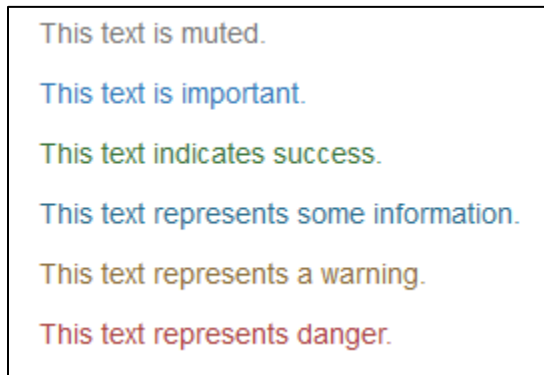 This text is muted.
This text is important.
This text indicates success.
This text represents some information.
This text represents a warning.
This text represents danger.